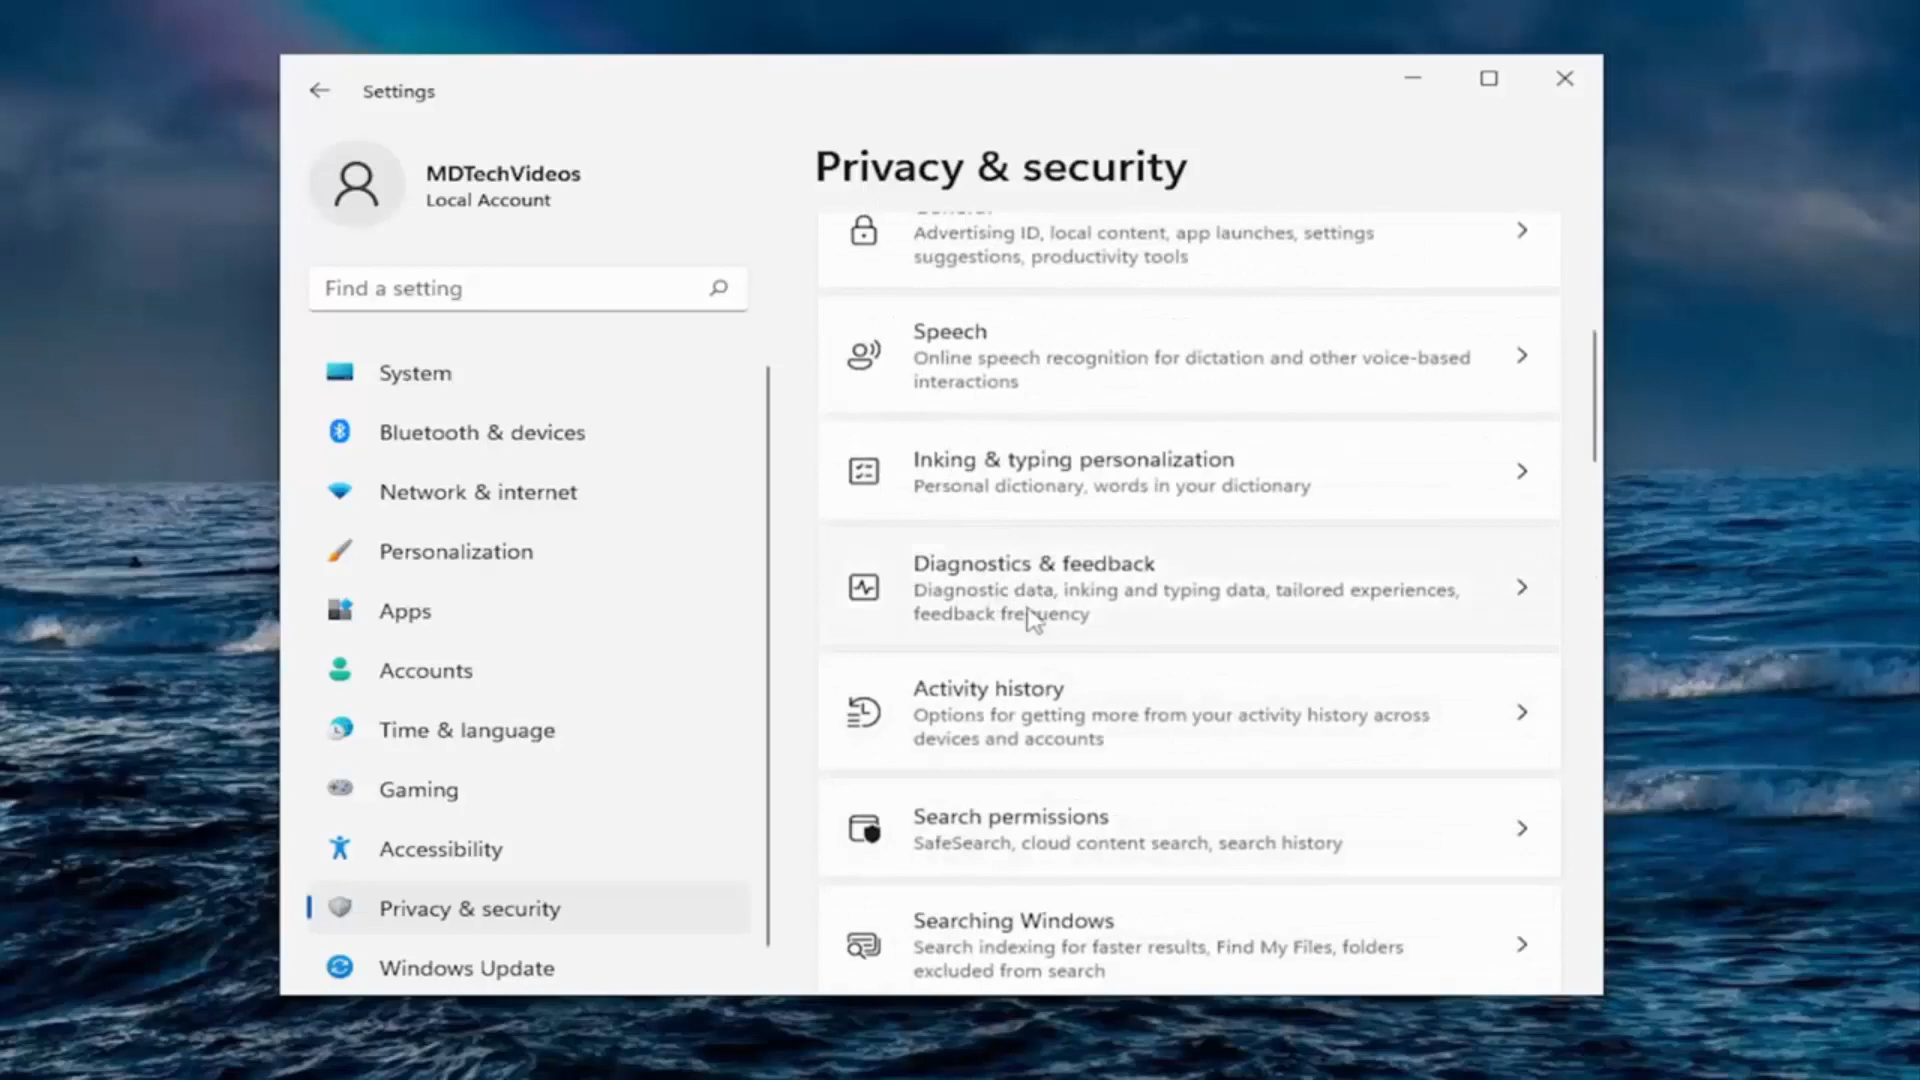 Settings
MDTechVideos
Local Account
Find a setting
System
Bluetooth & devices
Network & internet
Personalization
Apps
Accounts
Time & language
Gaming
Accessibility
Privacy & security
Windows Update
Privacy & security
Advertising ID, local content, app launches, settings
suggestions, productivity tools
Speech
Online speech recognition for dictation and other voice-based
interactions
Inking & typing personalization
Personal dictionary, words in your dictionary
Diagnostics & feedback
Diagnostic data, inking and typing data, tailored experiences,
feedback frequency
Activity history
Options for getting more from your activity history across
devices and accounts
Search permissions
SafeSearch, cloud content search, search history
Searching Windows
Search indexing for faster results, Find My Files, folders
excluded from search